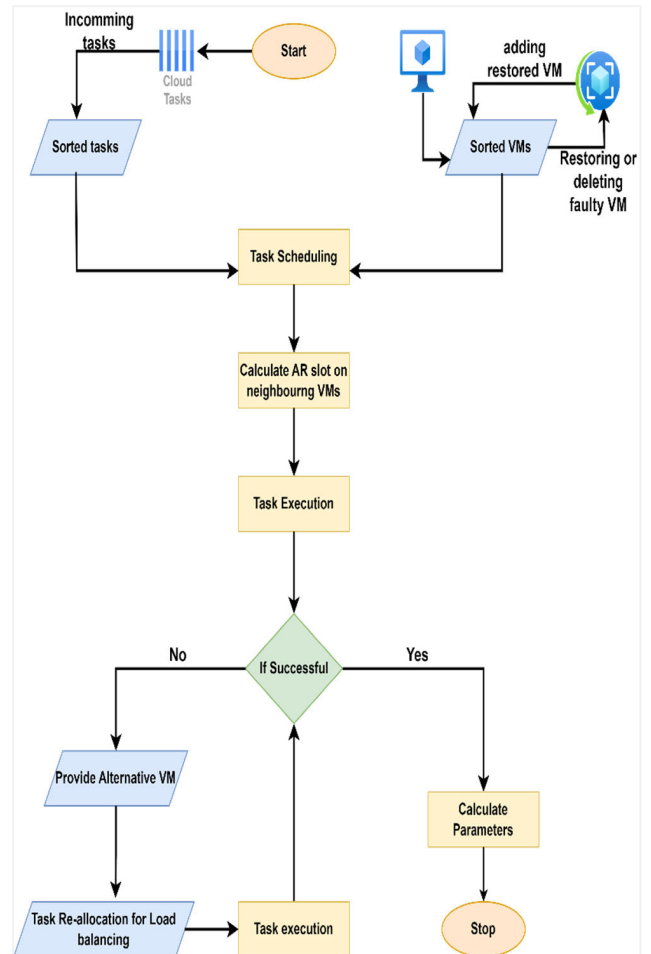 Incomming
tasks
Start
Cloud
Tasks
adding
restored VM
Sorted tasks
Sorted VMs
Restoring or
deleting
faulty VM
Task Scheduling
Calculate AR slot on
neighbourng VMs
Task Execution
If Successful
No
Yes
Provide Alternative VM
Calculate
Parameters
Task Re-allocation for Load
balancing
Task execution
Stop